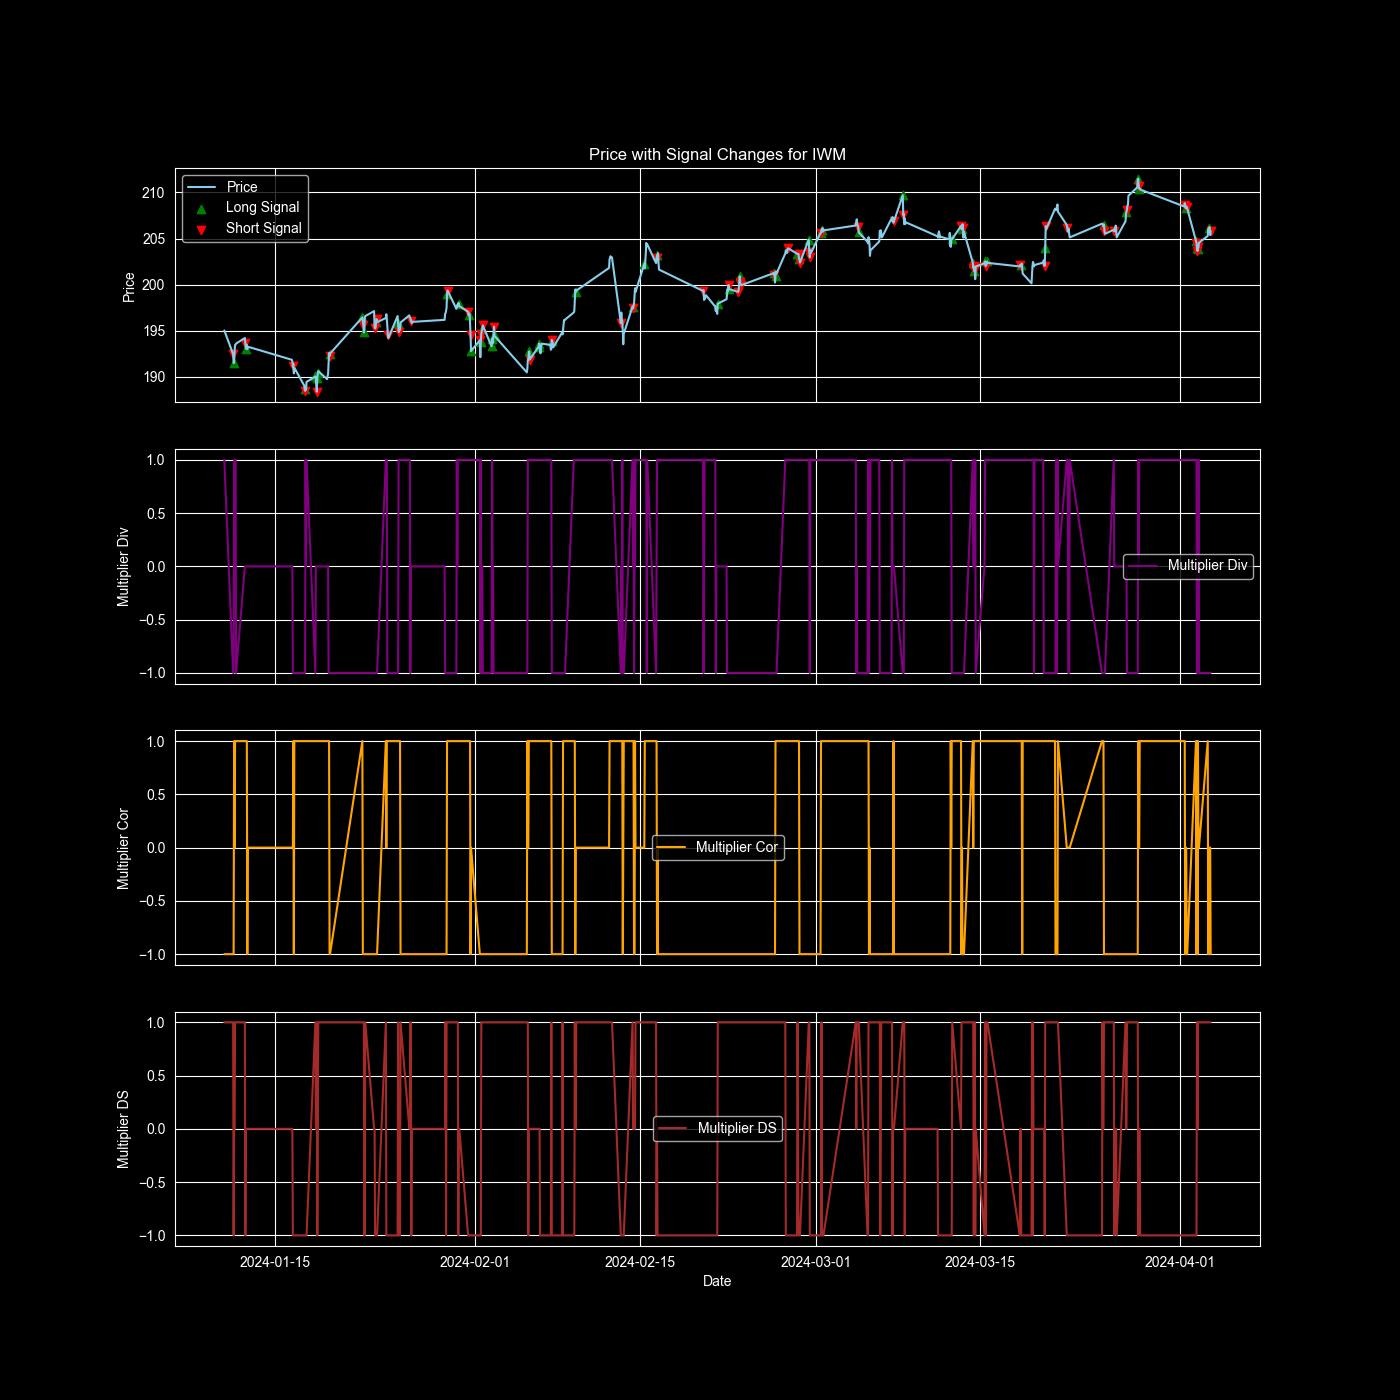 Price with Signal Changes for IWM
Price
Long Signal
Short Signal
210
205
200
195
190
Price
1.0
0.5
0.0
−0.5
−1.0
Multiplier Div
Multiplier Div
1.0
0.5
0.0
−0.5
−1.0
Multiplier Cor
Multiplier Cor
1.0
0.5
0.0
−0.5
−1.0
Multiplier DS
Multiplier DS
2024-01-15 2024-02-01 2024-02-15 2024-03-01 2024-03-15 2024-04-01
Date